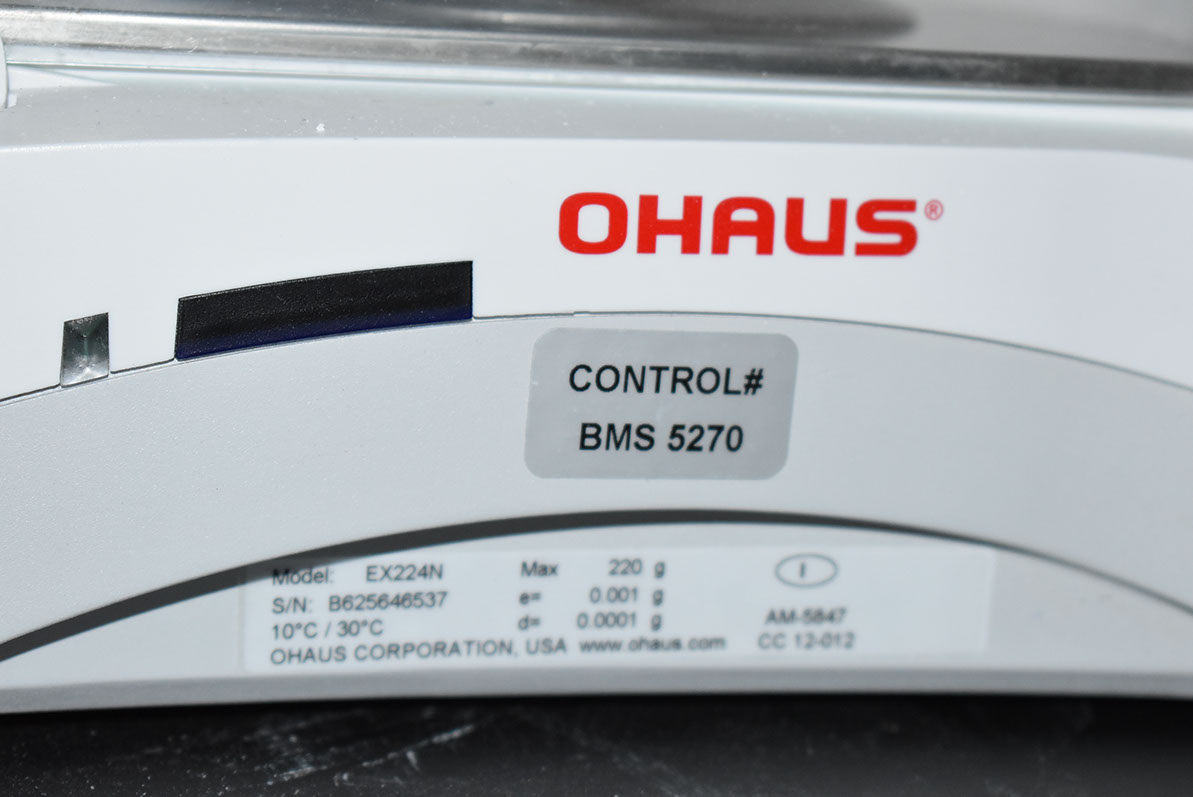 OHAUS®
CONTROL#
BMS 5270
Model: EX224N Max 220 g I
S/N: B625646537 e= 0.001 g
10°C / 30°C d= 0.0001 g AM-5847
OHAUS CORPORATION, USA www.ohaus.com CC 12-012